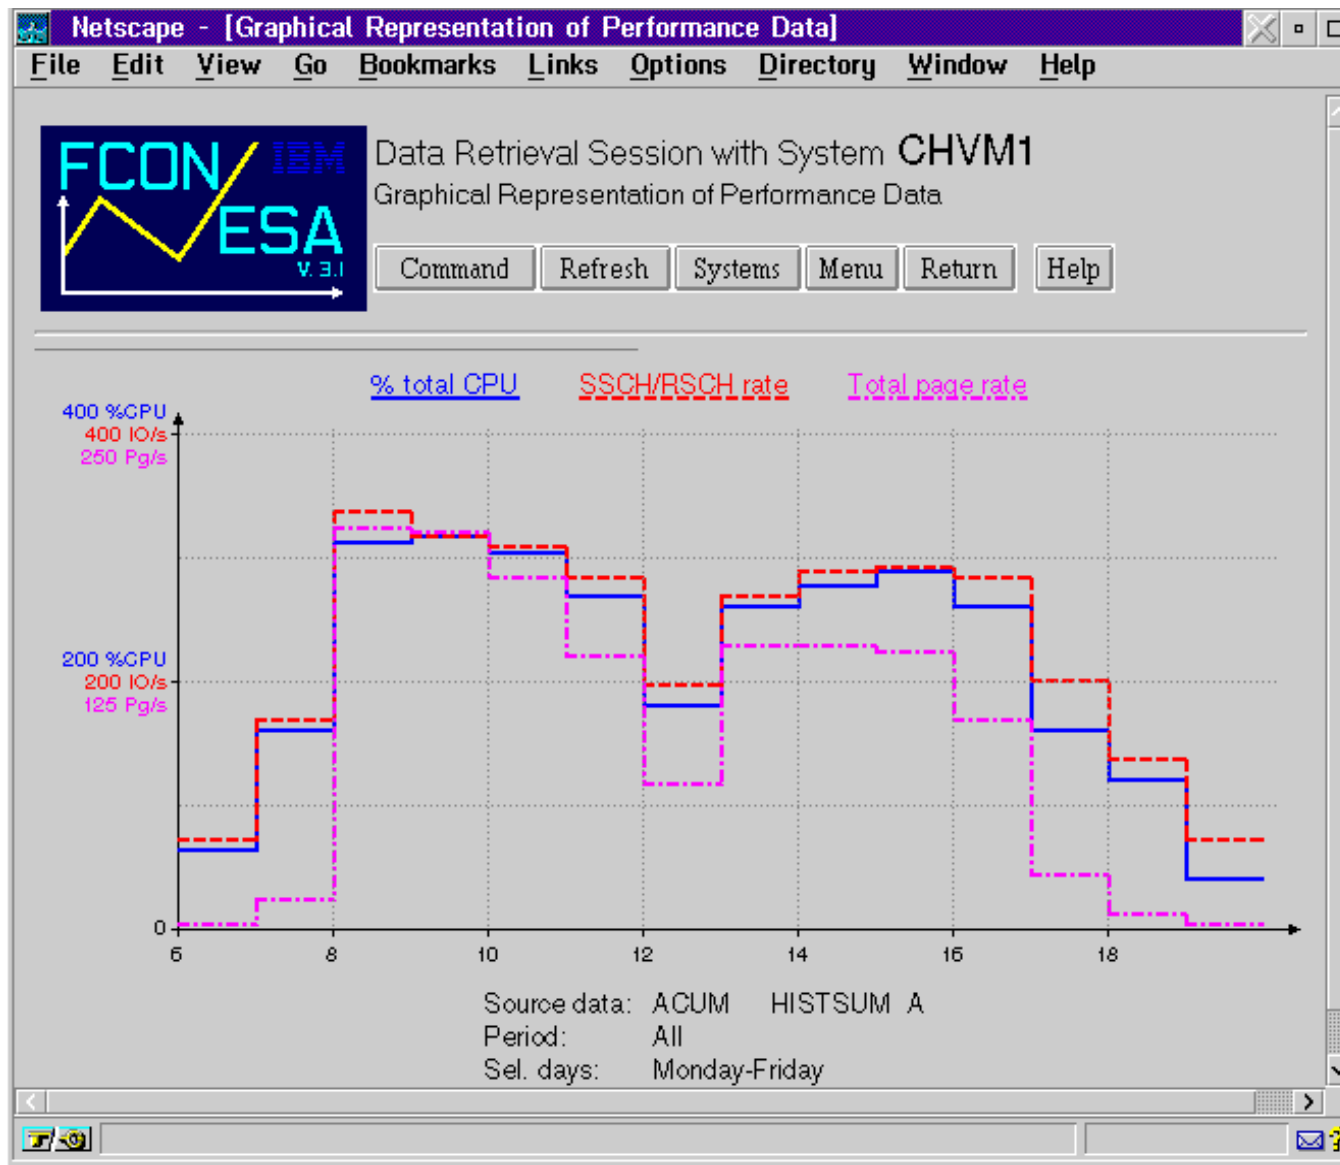 Netscape - [Graphical Representation of Performance Data]
File Edit View Go Bookmarks Links Options Directory Window Help
FCON IBM
ESA
V. 3.1
Data Retrieval Session with System CHVM1
Graphical Representation of Performance Data
Command Refresh Systems Menu Return Help
% total CPU SSCH/RSCH rate Total page rate
400 %CPU
400 IO/s
250 Pg/s
200 %CPU
200 IO/s
125 Pg/s
0
6 8 10 12 14 16 18
Source data: ACUM HISTSUM A
Period: All
Sel. days: Monday-Friday